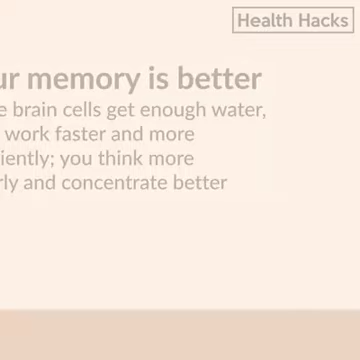 Health Hacks
ur memory is better
e brain cells get enough water,
work faster and more
iently; you think more
rly and concentrate better